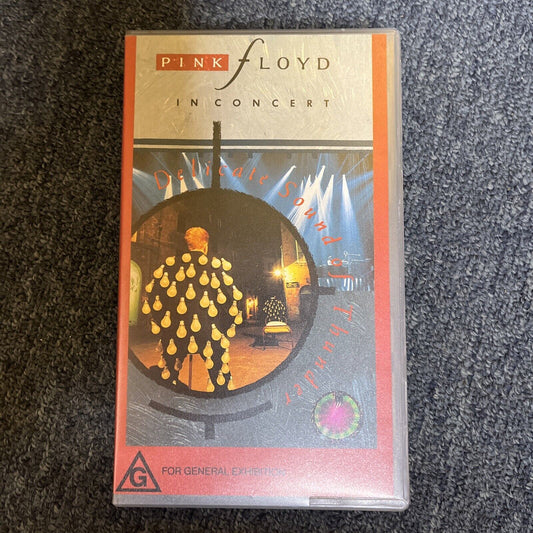 PINK FLOYD
IN CONCERT
Delicate Sound of Thunder
G
FOR GENERAL EXHIBITION